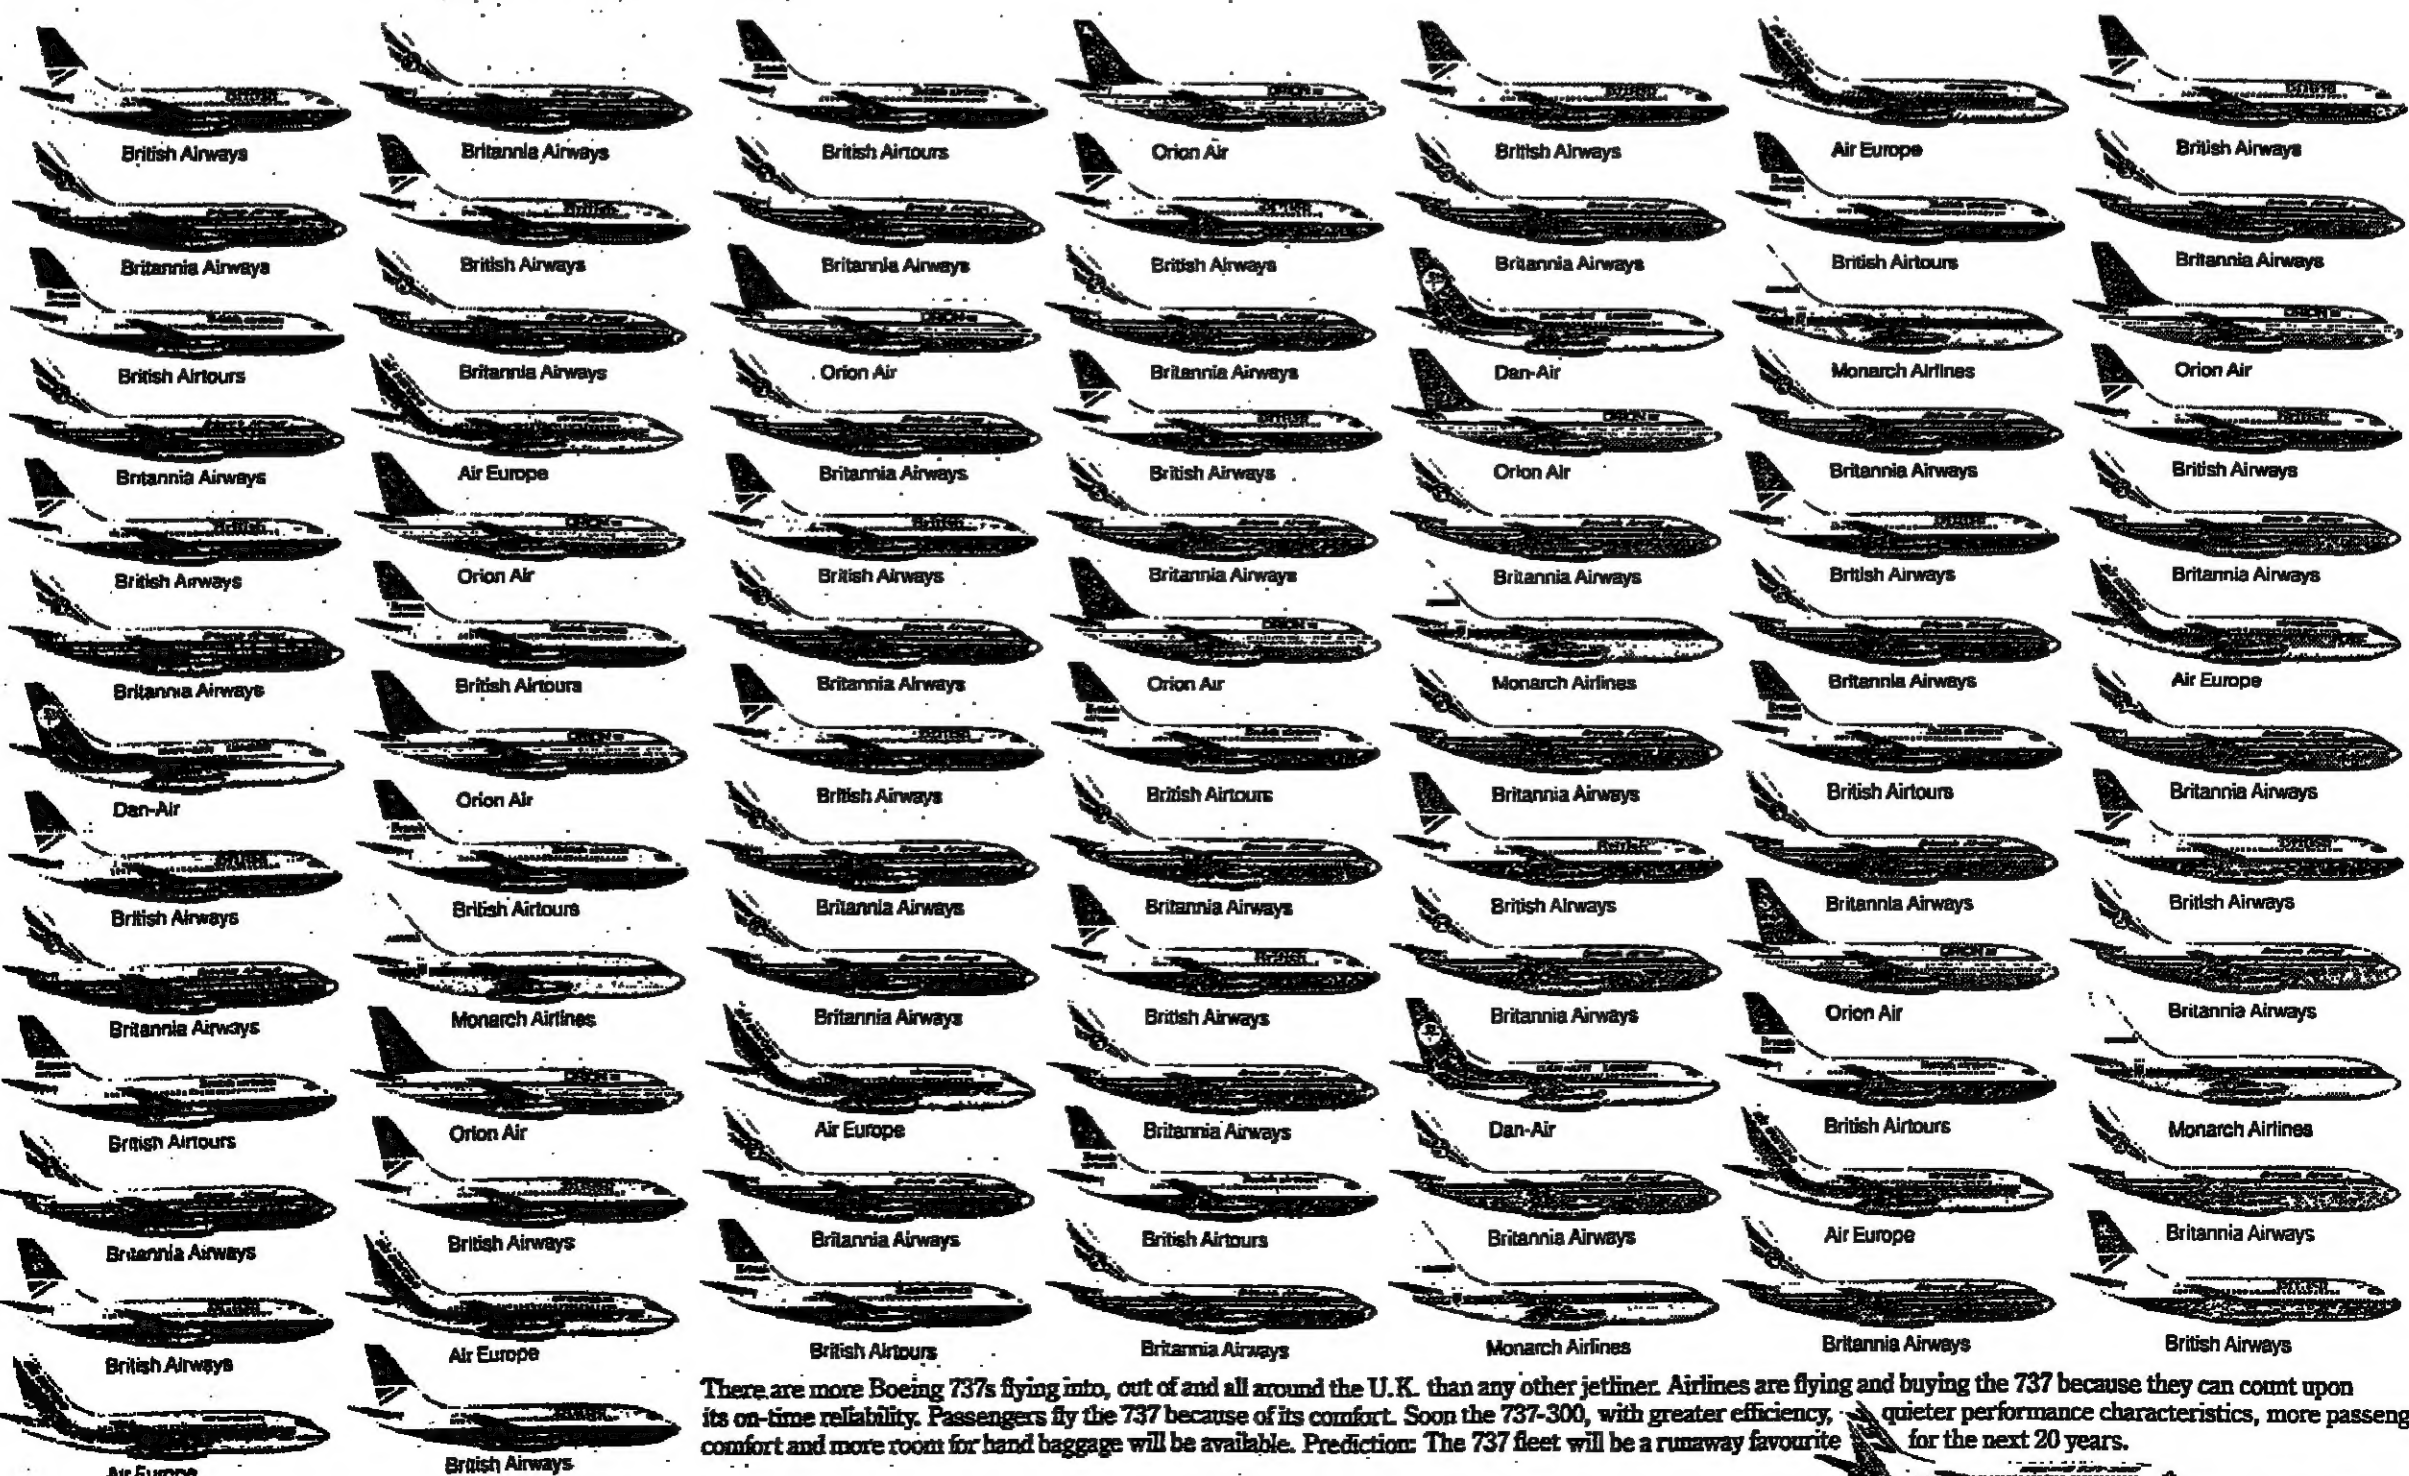 British Airways Britannia Airways British Airtours Orion Air British Airways Air Europe British Airways
Britannia Airways British Airways Britannia Airways British Airways Britannia Airways British Airtours Britannia Airways
British Airtours Britannia Airways Orion Air Britannia Airways Dan-Air Monarch Airlines Orion Air
Britannia Airways Air Europe Britannia Airways British Airways Orion Air Britannia Airways British Airways
British Airways Orion Air British Airways Britannia Airways Britannia Airways British Airways Britannia Airways
Britannia Airways British Airtours Britannia Airways Orion Air Monarch Airlines Britannia Airways Air Europe
Dan-Air Orion Air British Airways British Airtours Britannia Airways British Airtours Britannia Airways
British Airways British Airtours Britannia Airways Britannia Airways British Airways Britannia Airways British Airways
Britannia Airways Monarch Airlines Britannia Airways British Airways Britannia Airways Orion Air Britannia Airways
British Airtours Orion Air Air Europe Britannia Airways Dan-Air British Airtours Monarch Airlines
Britannia Airways British Airways Britannia Airways British Airtours Britannia Airways Air Europe Britannia Airways
British Airways Air Europe British Airtours Britannia Airways Monarch Airlines Britannia Airways British Airways
Air Europe British Airways
There are more Boeing 737s flying into, out of and all around the U.K. than any other jetliner. Airlines are flying and buying the 737 because they can count upon
its on-time reliability. Passengers fly the 737 because of its comfort. Soon the 737-300, with greater efficiency, quieter performance characteristics, more passeng
comfort and more room for hand baggage will be available. Prediction: The 737 fleet will be a runaway favourite for the next 20 years.